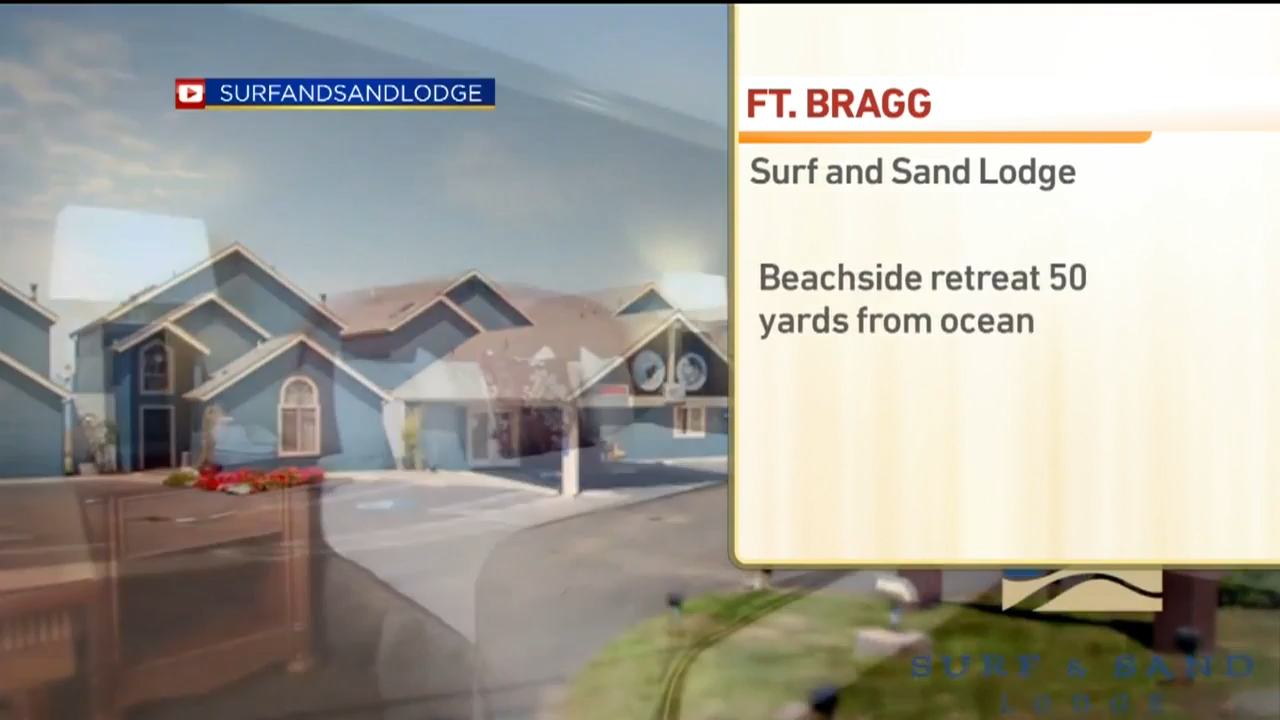 SURFANDSANDLODGE
FT. BRAGG
Surf and Sand Lodge
Beachside retreat 50
yards from ocean
SURF & SAND
LODGE